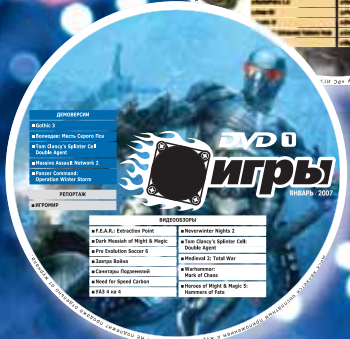 ДЕМОВЕРСИИ
Gothic 3
Волкодав: Месть Серого Пса
Tom Clancy's Splinter Cell
Double Agent
Massive Assault Network 2
Panzer Command:
Operation Winter Storm
РЕПОРТАЖ
ИГРОМИР
DVD 1
игры
ЯНВАРЬ / 2007
ВИДЕООБЗОРЫ
F.E.A.R.: Extraction Point
Dark Messiah of Might & Magic
Pro Evolution Soccer 6
Завтра Война
Санитары Подземелий
Need for Speed Carbon
УАЗ 4 на 4
Neverwinter Nights 2
Tom Clancy's Splinter Cell:
Double Agent
Medieval 2: Total War
Warhammer:
Mark of Chaos
Heroes of Might & Magic 5:
Hammers of Fate